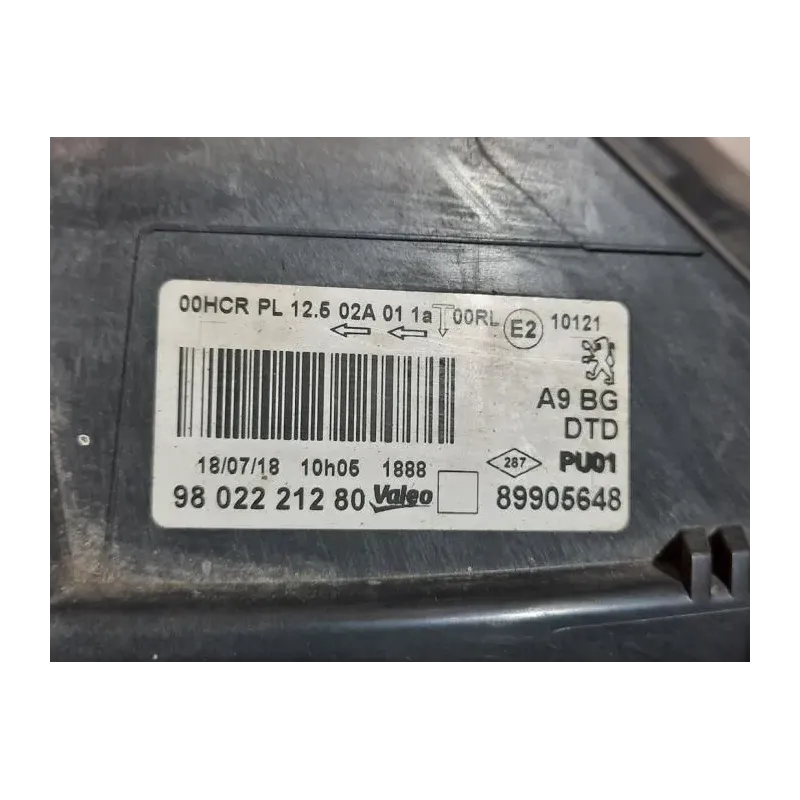 00HCR PL 12.5 02A 01 1a 00RL E2 10121
A9 BG
DTD
18/07/18 10h05 1888 287 PU01
98 022 212 80 Valeo 89905648